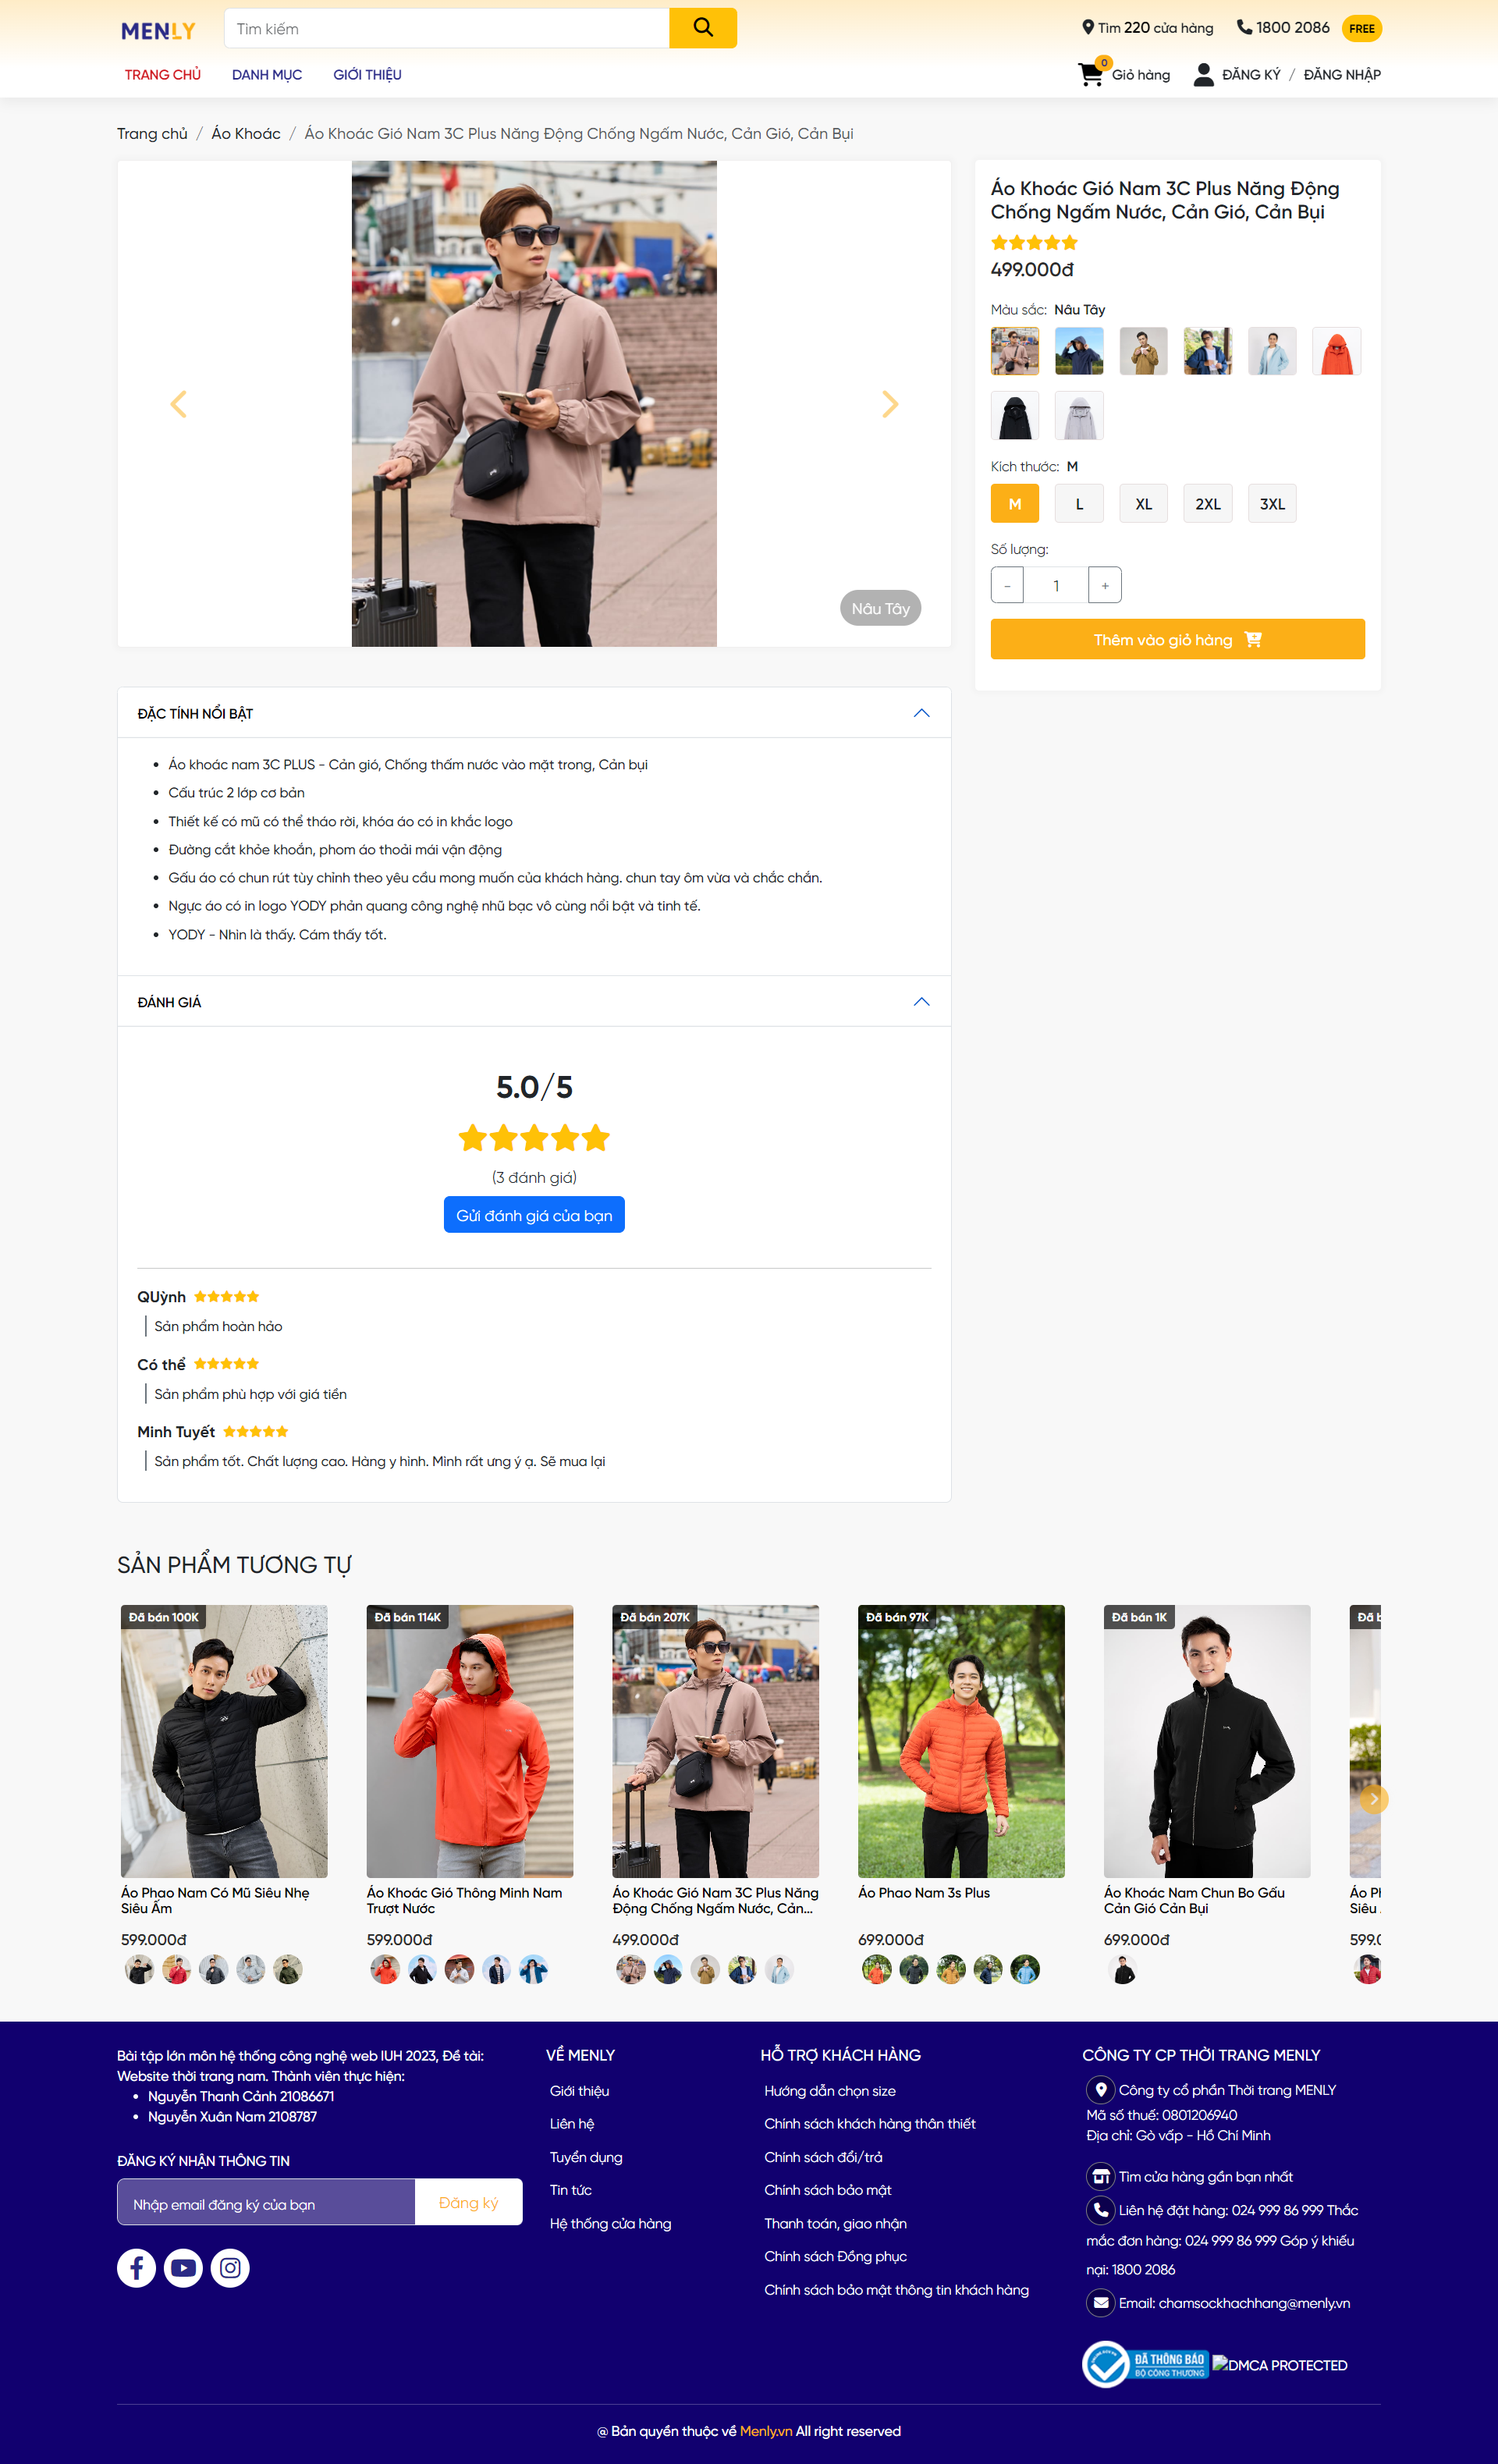 MENLY
Tìm kiếm
Tìm 220 cửa hàng
1800 2086
FREE
TRANG CHỦ
DANH MỤC
GIỚI THIỆU
0
Giỏ hàng
ĐĂNG KÝ / ĐĂNG NHẬP
Trang chủ / Áo Khoác / Áo Khoác Gió Nam 3C Plus Năng Động Chống Ngấm Nước, Cản Gió, Cản Bụi
Nâu Tây
Áo Khoác Gió Nam 3C Plus Năng Động
Chống Ngấm Nước, Cản Gió, Cản Bụi
499.000đ
Màu sắc: Nâu Tây
Kích thước: M
M
L
XL
2XL
3XL
Số lượng:
- 1 +
Thêm vào giỏ hàng
ĐẶC TÍNH NỔI BẬT
• Áo khoác nam 3C PLUS - Cản gió, Chống thấm nước vào mặt trong, Cản bụi
• Cấu trúc 2 lớp cơ bản
• Thiết kế có mũ có thể tháo rời, khóa áo có in khắc logo
• Đường cắt khỏe khoắn, phom áo thoải mái vận động
• Gấu áo có chun rút tùy chỉnh theo yêu cầu mong muốn của khách hàng. chun tay ôm vừa và chắc chắn.
• Ngực áo có in logo YODY phản quang công nghệ nhũ bạc vô cùng nổi bật và tinh tế.
• YODY - Nhìn là thấy. Cám thấy tốt.
ĐÁNH GIÁ
5.0/5
(3 đánh giá)
Gửi đánh giá của bạn
QUỳnh
Sản phẩm hoàn hảo
Có thể
Sản phẩm phù hợp với giá tiền
Minh Tuyết
Sản phẩm tốt. Chất lượng cao. Hàng y hình. Mình rất ưng ý ạ. Sẽ mua lại
SẢN PHẨM TƯƠNG TỰ
Đã bán 100K
Áo Phao Nam Có Mũ Siêu Nhẹ
Siêu Ấm
599.000đ
Đã bán 114K
Áo Khoác Gió Thông Minh Nam
Trượt Nước
599.000đ
Đã bán 207K
Áo Khoác Gió Nam 3C Plus Năng
Động Chống Ngấm Nước, Cản...
499.000đ
Đã bán 97K
Áo Phao Nam 3s Plus
699.000đ
Đã bán 1K
Áo Khoác Nam Chun Bo Gấu
Cản Gió Cản Bụi
699.000đ
Bài tập lớn môn hệ thống công nghệ web IUH 2023, Đề tài:
Website thời trang nam. Thành viên thực hiện:
• Nguyễn Thanh Cảnh 21086671
• Nguyễn Xuân Nam 2108787
ĐĂNG KÝ NHẬN THÔNG TIN
Nhập email đăng ký của bạn
Đăng ký
VỀ MENLY
Giới thiệu
Liên hệ
Tuyển dụng
Tin tức
Hệ thống cửa hàng
HỖ TRỢ KHÁCH HÀNG
Hướng dẫn chọn size
Chính sách khách hàng thân thiết
Chính sách đổi/trả
Chính sách bảo mật
Thanh toán, giao nhận
Chính sách Đồng phục
Chính sách bảo mật thông tin khách hàng
CÔNG TY CP THỜI TRANG MENLY
Công ty cổ phần Thời trang MENLY
Mã số thuế: 0801206940
Địa chỉ: Gò vấp - Hồ Chí Minh
Tìm cửa hàng gần bạn nhất
Liên hệ đặt hàng: 024 999 86 999 Thắc
mắc đơn hàng: 024 999 86 999 Góp ý khiếu
nại: 1800 2086
Email: chamsockhachhang@menly.vn
ĐÃ THÔNG BÁO
BỘ CÔNG THƯƠNG
DMCA PROTECTED
@ Bản quyền thuộc về Menly.vn All right reserved